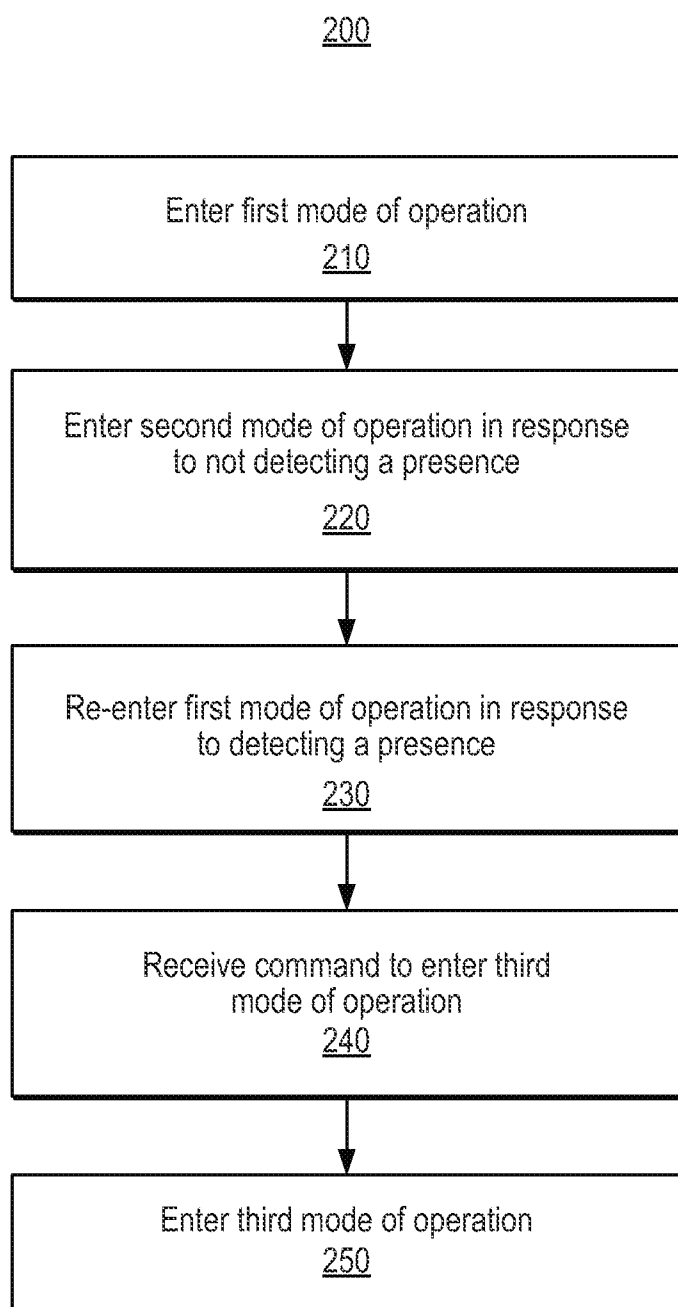 200
Enter first mode of operation
210
Enter second mode of operation in response
to not detecting a presence
220
Re-enter first mode of operation in response
to detecting a presence
230
Receive command to enter third
mode of operation
240
Enter third mode of operation
250